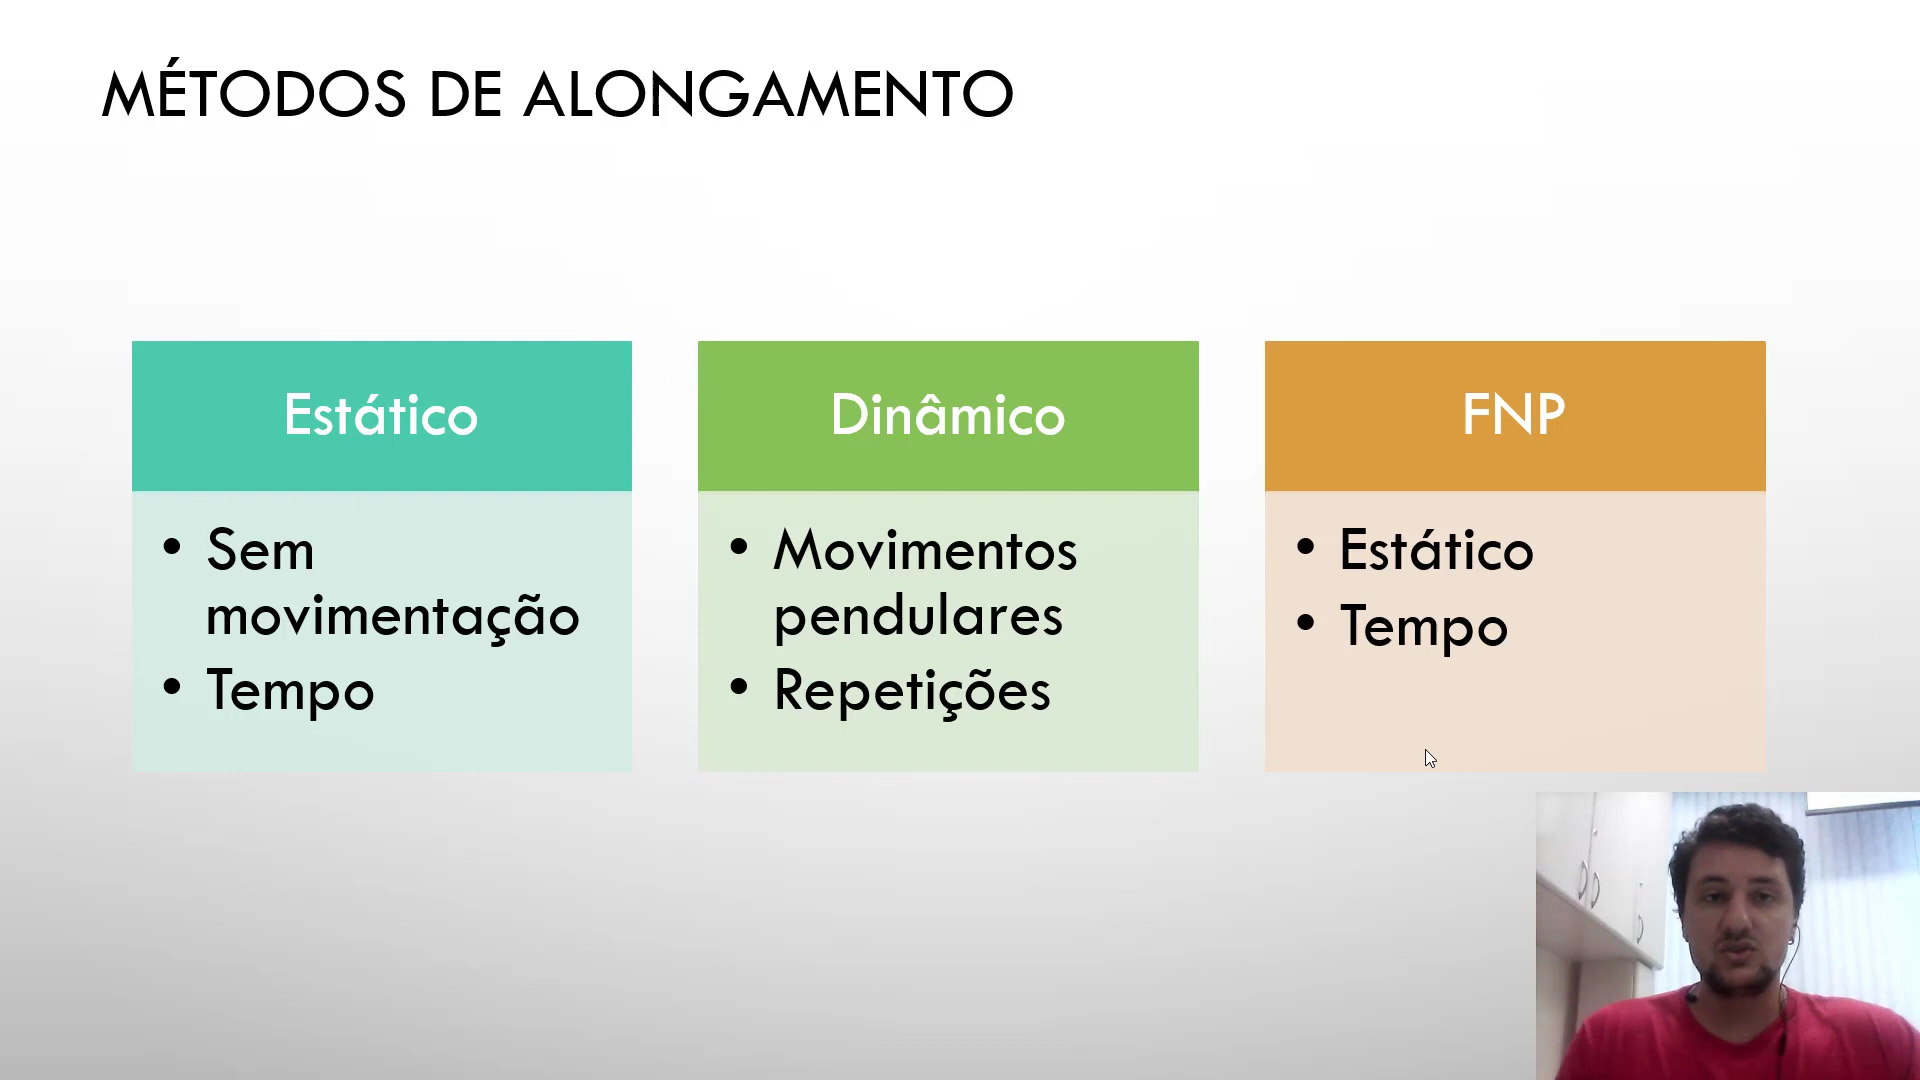 MÉTODOS DE ALONGAMENTO
Estático
• Sem
movimentação
• Tempo
Dinâmico
• Movimentos
pendulares
• Repetições
FNP
• Estático
• Tempo